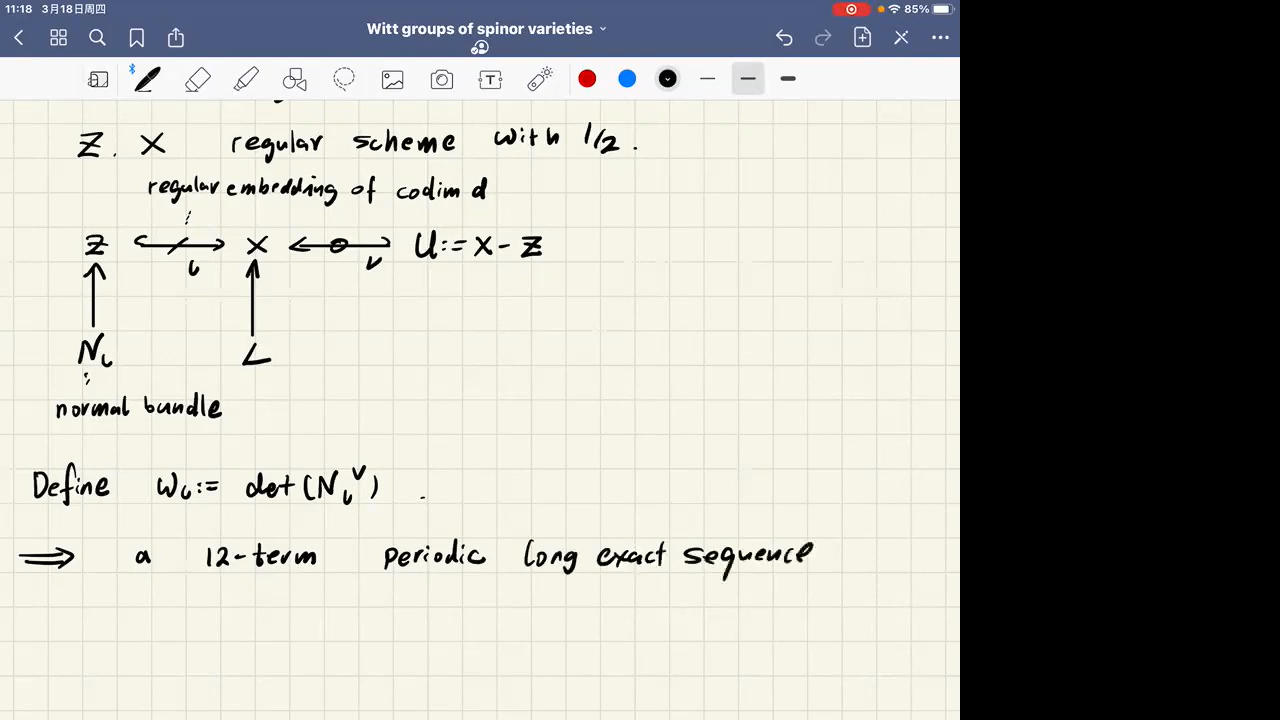 11:18 3月18日周四
85%
Witt groups of spinor varieties
T
Z. X regular scheme with 1/2.
regular embedding of codim d
Z ↪ X ↩ U := X - Z
ι υ
N_ι L
normal bundle
Define ω_ι := det(N_ι^∨).
⟹ a 12-term periodic long exact sequence